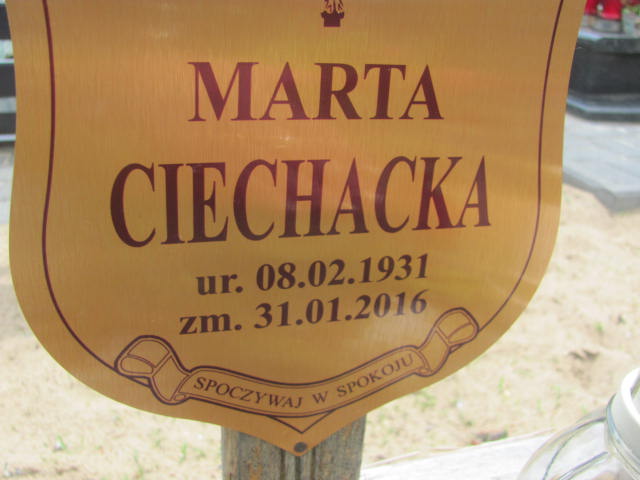 MARTA
CIECHACKA
ur. 08.02.1931
zm. 31.01.2016
SPOCZYWAJ W SPOKOJU